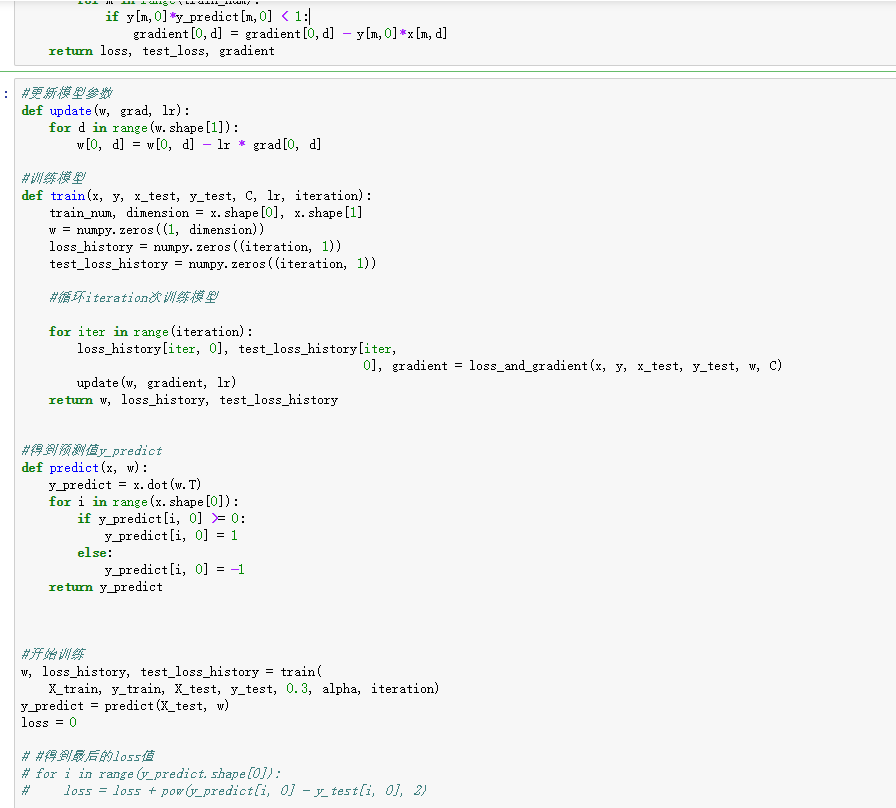 if y[m,0]*y_predict[m,0] < 1:
gradient[0,d] = gradient[0,d] - y[m,0]*x[m,d]
return loss, test_loss, gradient
#更新模型参数
def update(w, grad, lr):
for d in range(w.shape[1]):
w[0, d] = w[0, d] - lr * grad[0, d]
#训练模型
def train(x, y, x_test, y_test, C, lr, iteration):
train_num, dimension = x.shape[0], x.shape[1]
w = numpy.zeros((1, dimension))
loss_history = numpy.zeros((iteration, 1))
test_loss_history = numpy.zeros((iteration, 1))
#循环iteration次训练模型
for iter in range(iteration):
loss_history[iter, 0], test_loss_history[iter,
0], gradient = loss_and_gradient(x, y, x_test, y_test, w, C)
update(w, gradient, lr)
return w, loss_history, test_loss_history
#得到预测值y_predict
def predict(x, w):
y_predict = x.dot(w.T)
for i in range(x.shape[0]):
if y_predict[i, 0] >= 0:
y_predict[i, 0] = 1
else:
y_predict[i, 0] = -1
return y_predict
#开始训练
w, loss_history, test_loss_history = train(
X_train, y_train, X_test, y_test, 0.3, alpha, iteration)
y_predict = predict(X_test, w)
loss = 0
# #得到最后的loss值
# for i in range(y_predict.shape[0]):
# loss = loss + pow(y_predict[i, 0] - y_test[i, 0], 2)